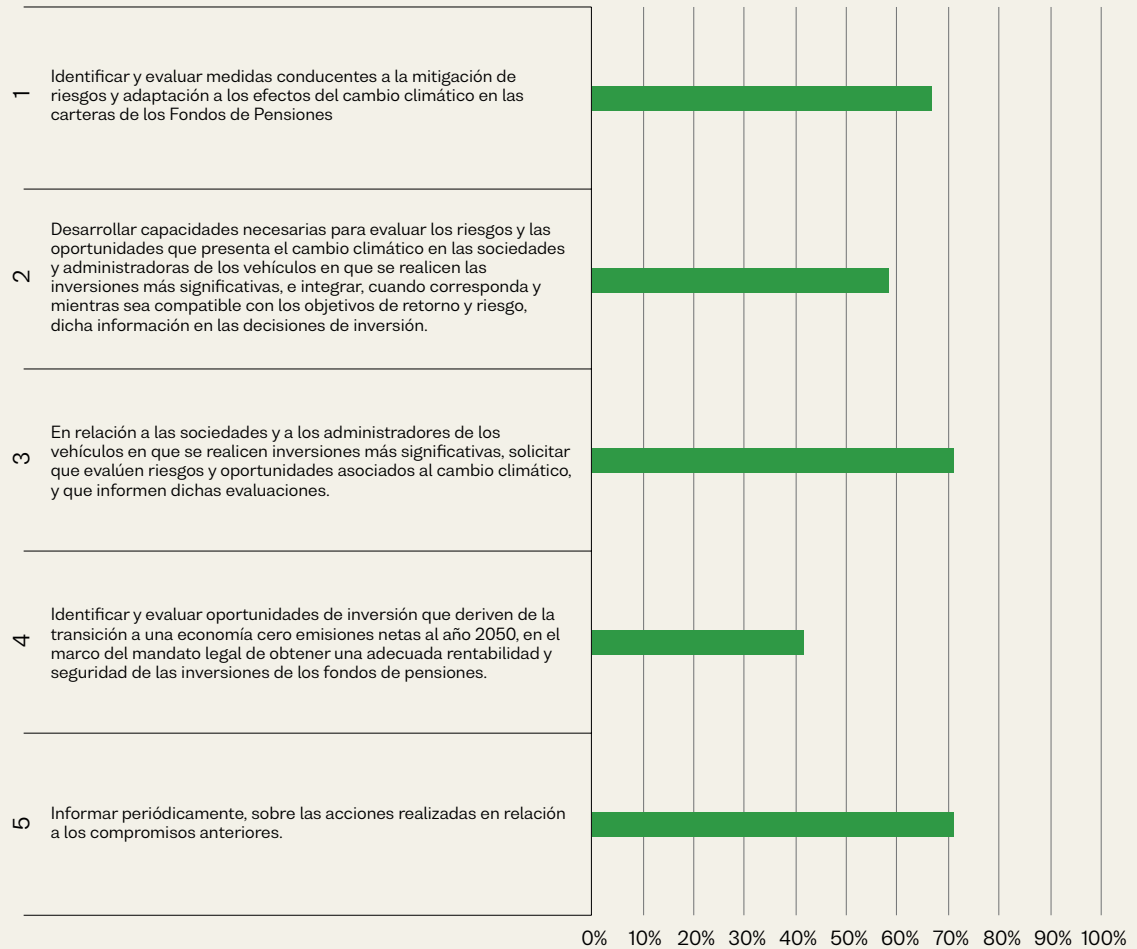 1
Identificar y evaluar medidas conducentes a la mitigación de
riesgos y adaptación a los efectos del cambio climático en las
carteras de los Fondos de Pensiones
2
Desarrollar capacidades necesarias para evaluar los riesgos y las
oportunidades que presenta el cambio climático en las sociedades
y administradoras de los vehículos en que se realicen las
inversiones más significativas, e integrar, cuando corresponda y
mientras sea compatible con los objetivos de retorno y riesgo,
dicha información en las decisiones de inversión.
3
En relación a las sociedades y a los administradores de los
vehículos en que se realicen inversiones más significativas, solicitar
que evalúen riesgos y oportunidades asociados al cambio climático,
y que informen dichas evaluaciones.
4
Identificar y evaluar oportunidades de inversión que deriven de la
transición a una economía cero emisiones netas al año 2050, en el
marco del mandato legal de obtener una adecuada rentabilidad y
seguridad de las inversiones de los fondos de pensiones.
5
Informar periódicamente, sobre las acciones realizadas en relación
a los compromisos anteriores.
0% 10% 20% 30% 40% 50% 60% 70% 80% 90% 100%